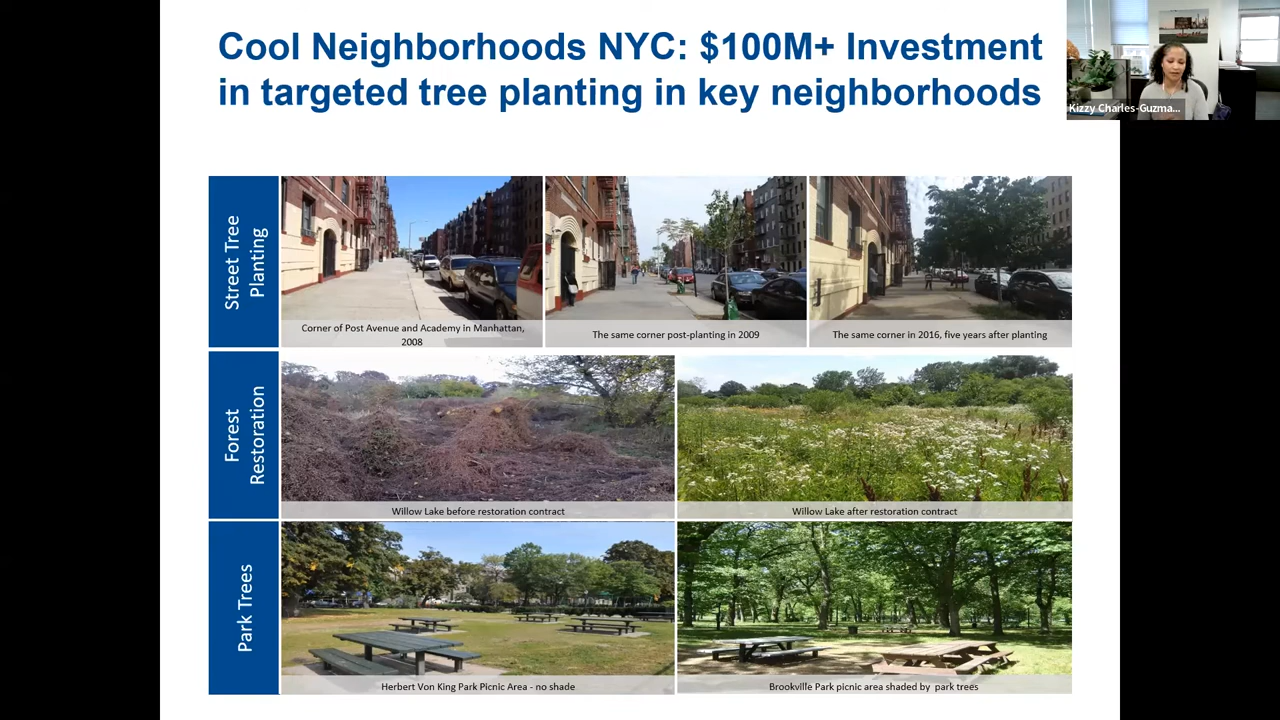 Cool Neighborhoods NYC: $100M+ Investment
in targeted tree planting in key neighborhoods
Kizzy Charles-Guzma...
Street Tree
Planting
Corner of Post Avenue and Academy in Manhattan,
2008
The same corner post-planting in 2009
The same corner in 2016, five years after planting
Forest
Restoration
Willow Lake before restoration contract
Willow Lake after restoration contract
Park Trees
Herbert Von King Park Picnic Area - no shade
Brookville Park picnic area shaded by park trees